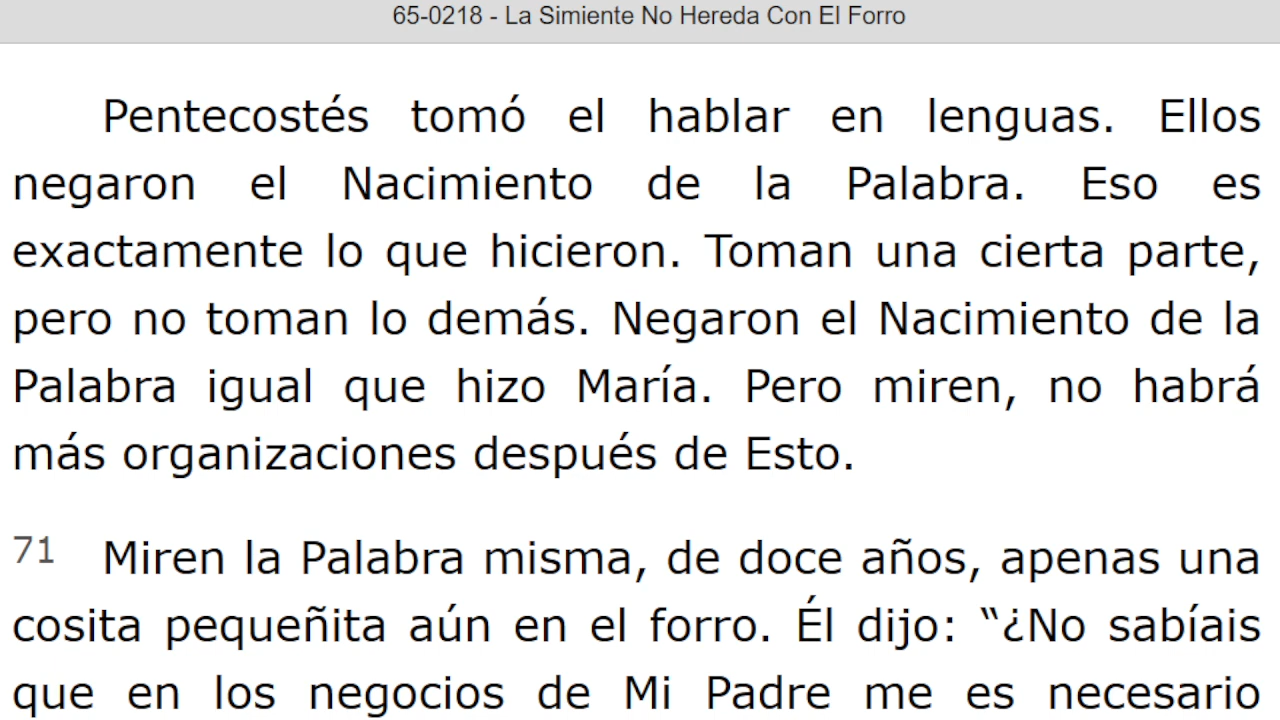 65-0218 - La Simiente No Hereda Con El Forro
Pentecostés tomó el hablar en lenguas. Ellos
negaron el Nacimiento de la Palabra. Eso es
exactamente lo que hicieron. Toman una cierta parte,
pero no toman lo demás. Negaron el Nacimiento de la
Palabra igual que hizo María. Pero miren, no habrá
más organizaciones después de Esto.
71 Miren la Palabra misma, de doce años, apenas una
cosita pequeñita aún en el forro. Él dijo: “¿No sabíais
que en los negocios de Mi Padre me es necesario